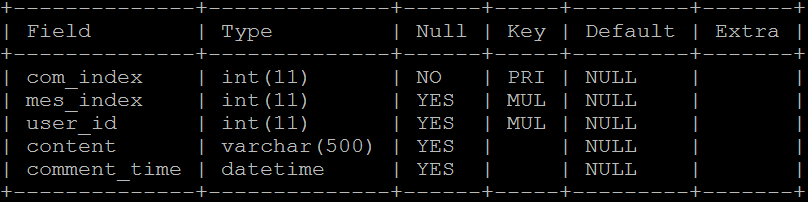 +--------------+--------------+------+-----+---------+-------+
| Field        | Type         | Null | Key | Default | Extra |
+--------------+--------------+------+-----+---------+-------+
| com_index    | int(11)      | NO   | PRI | NULL    |       |
| mes_index    | int(11)      | YES  | MUL | NULL    |       |
| user_id      | int(11)      | YES  | MUL | NULL    |       |
| content      | varchar(500) | YES  |     | NULL    |       |
| comment_time | datetime     | YES  |     | NULL    |       |
+--------------+--------------+------+-----+---------+-------+